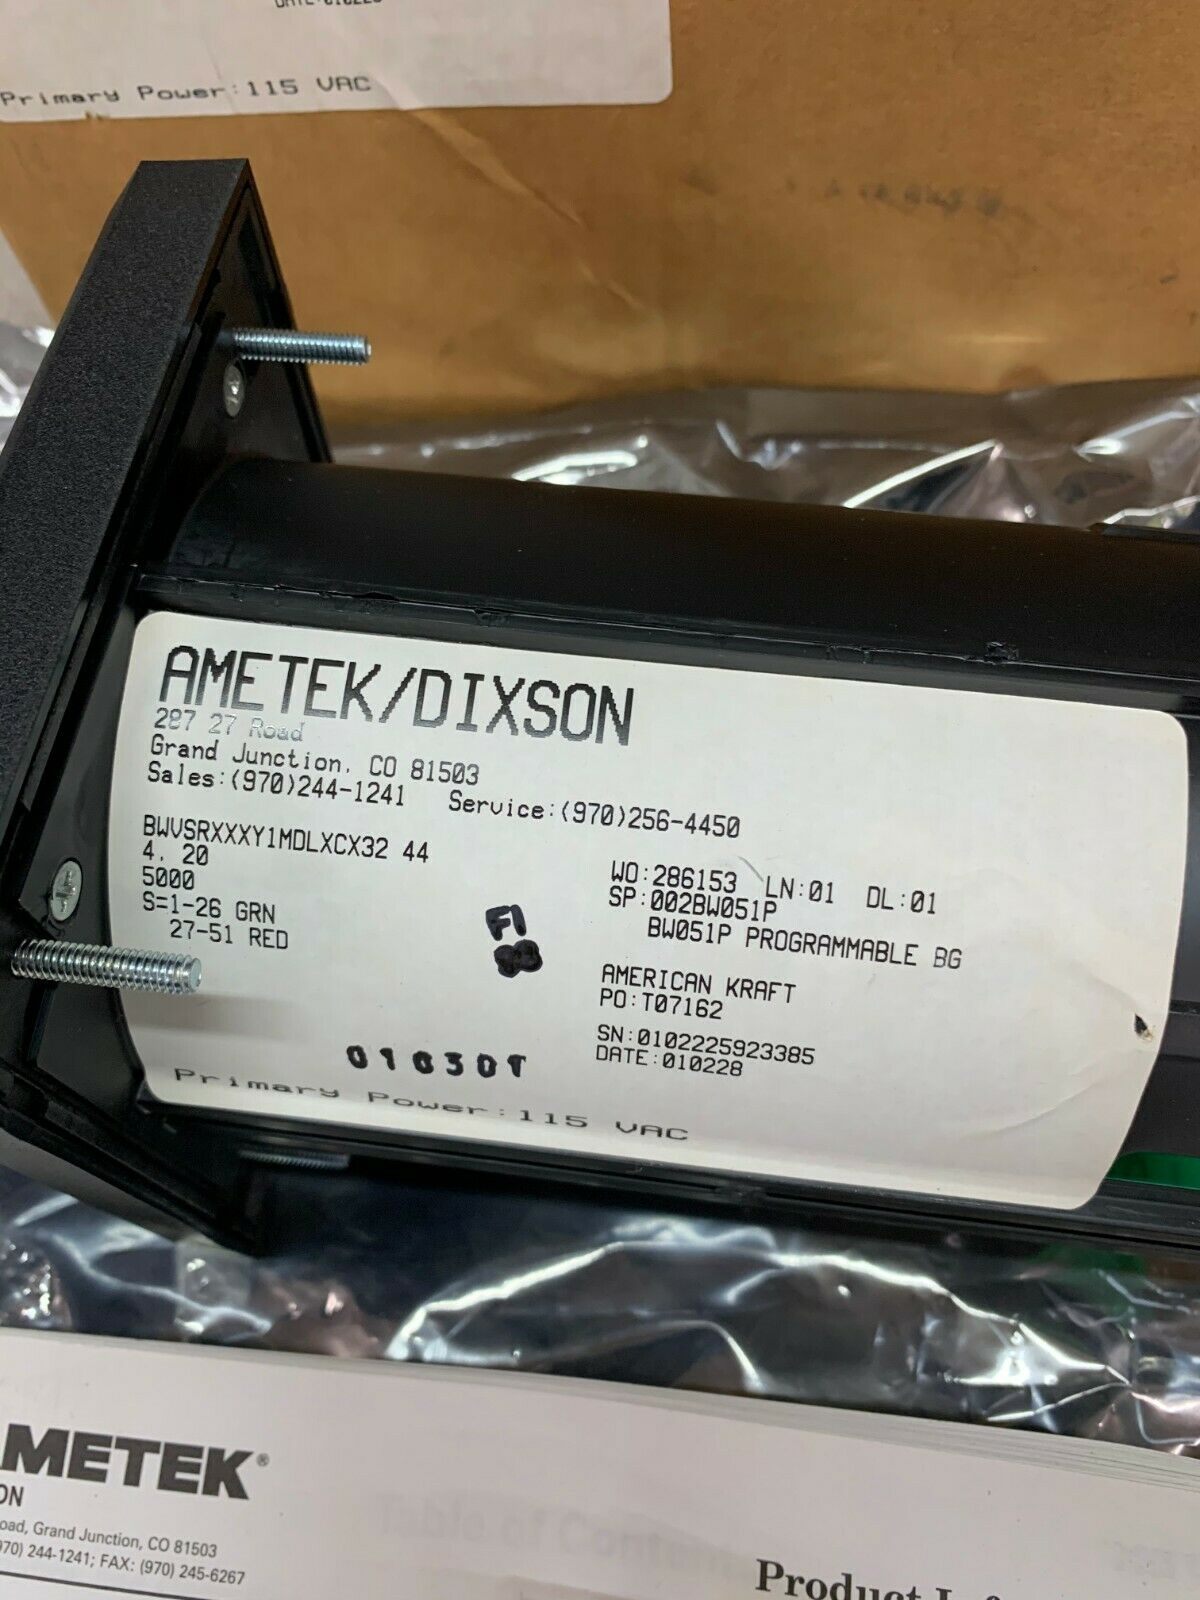 Primary Power:115 VAC
AMETEK/DIXSON
287 27 Road
Grand Junction, CO 81503
Sales:(970)244-1241 Service:(970)256-4450
BWVSRXXXY1MDLXCX32 44
4, 20
5000
S=1-26 GRN
27-51 RED
WO:286153 LN:01 DL:01
SP:002BW051P
BW051P PROGRAMMABLE BG
AMERICAN KRAFT
PO:T07162
SN:0102225923385
DATE:010228
010301
Primary Power:115 VAC
METEK®
ON
oad, Grand Junction, CO 81503
970) 244-1241; FAX: (970) 245-6267
Product